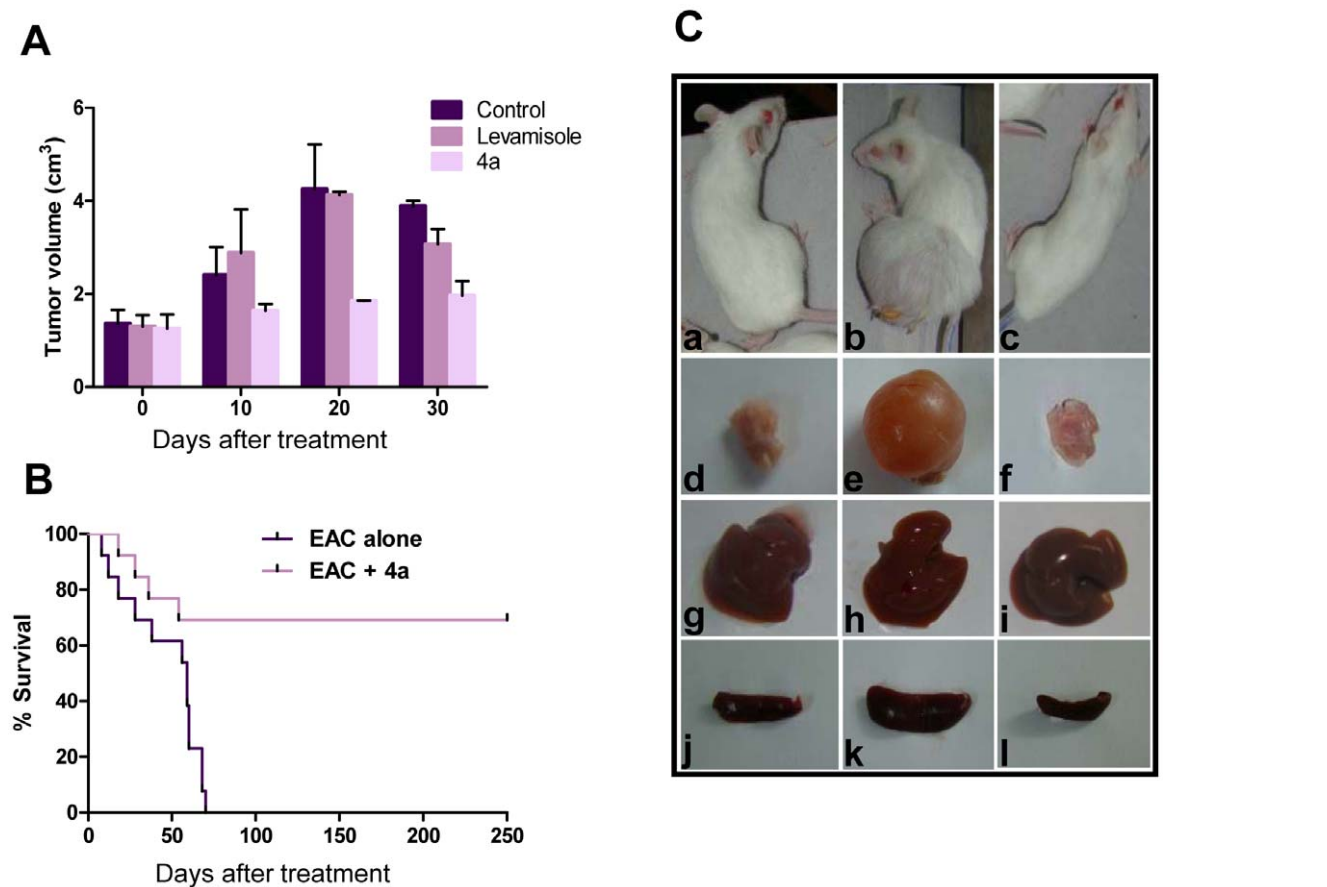 A
6
4
2
0
Tumor volume (cm³)
Control
Levamisole
4a
0 10 20 30
Days after treatment
B
100
80
60
40
20
0
% Survival
EAC alone
EAC + 4a
0 50 100 150 200 250
Days after treatment
C
a b c
d e f
g h i
j k l